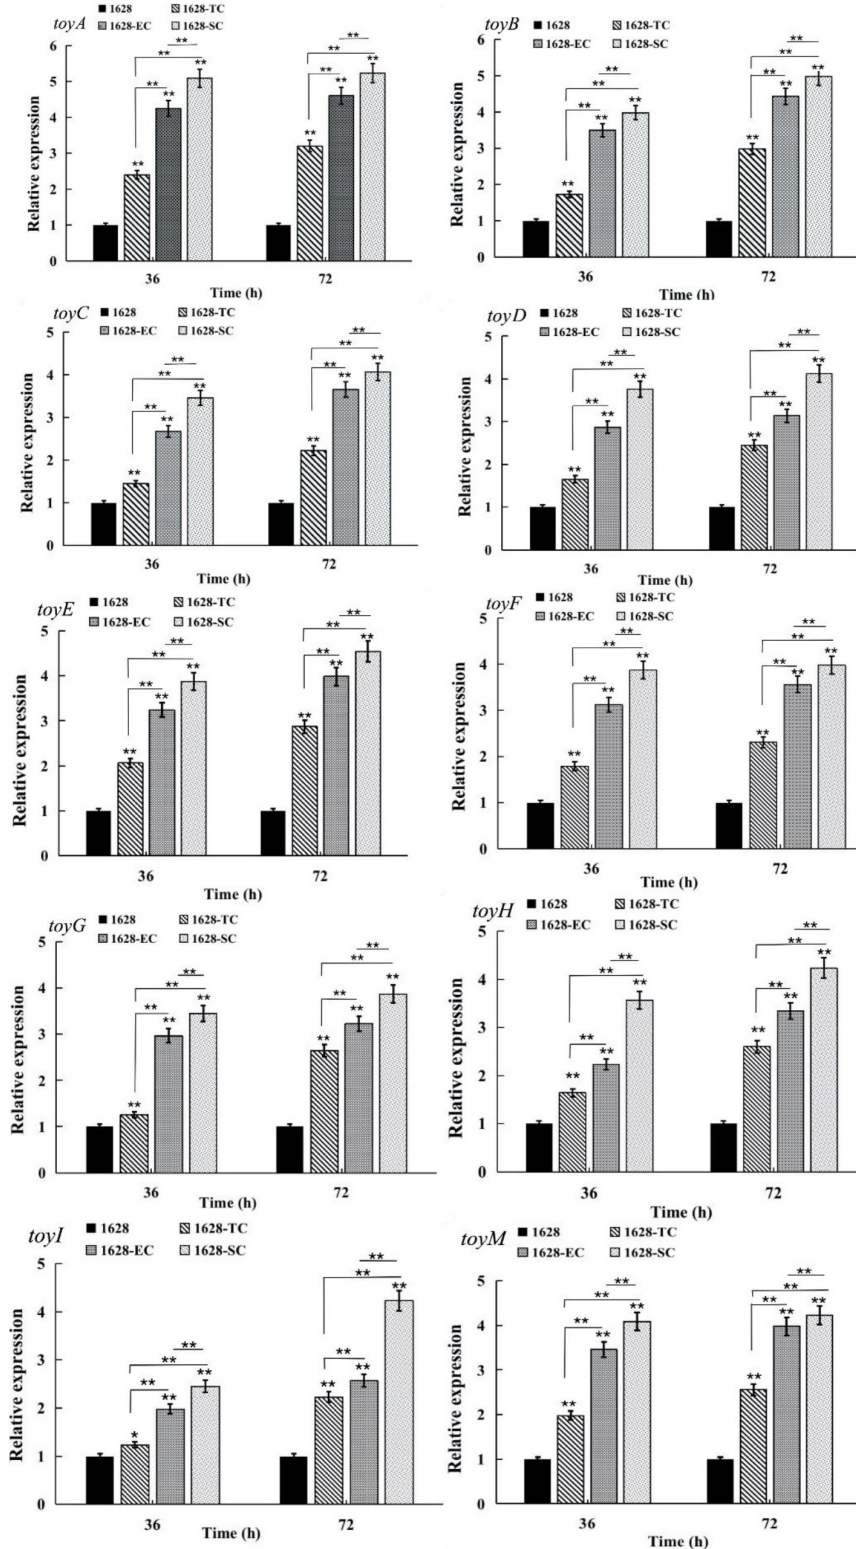 toyA
1628 1628-TC
1628-EC 1628-SC
Relative expression
6
5
4
3
2
1
0
** ** ** ** ** **
** ** ** ** ** **
36 72
Time (h)
toyB
1628 1628-TC
1628-EC 1628-SC
Relative expression
6
5
4
3
2
1
0
** ** ** ** ** **
** ** ** ** ** **
36 72
Time (h)
toyC
1628 1628-TC
1628-EC 1628-SC
Relative expression
5
4
3
2
1
0
** ** ** ** ** **
** ** ** ** ** **
36 72
Time (h)
toyD
1628 1628-TC
1628-EC 1628-SC
Relative expression
5
4
3
2
1
0
** ** ** ** ** **
** ** ** ** ** **
36 72
Time (h)
toyE
1628 1628-TC
1628-EC 1628-SC
Relative expression
5
4
3
2
1
0
** ** ** ** ** **
** ** ** ** ** **
36 72
Time (h)
toyF
1628 1628-TC
1628-EC 1628-SC
Relative expression
5
4
3
2
1
0
** ** ** ** ** **
** ** ** ** ** **
36 72
Time (h)
toyG
1628 1628-TC
1628-EC 1628-SC
Relative expression
5
4
3
2
1
0
** ** ** ** ** **
** ** ** ** ** **
36 72
Time (h)
toyH
1628 1628-TC
1628-EC 1628-SC
Relative expression
5
4
3
2
1
0
** ** ** ** ** **
** ** ** ** ** **
36 72
Time (h)
toyI
1628 1628-TC
1628-EC 1628-SC
Relative expression
5
4
3
2
1
0
** ** ** ** ** *
** ** ** ** ** **
36 72
Time (h)
toyM
1628 1628-TC
1628-EC 1628-SC
Relative expression
5
4
3
2
1
0
** ** ** ** ** **
** ** ** ** ** **
36 72
Time (h)